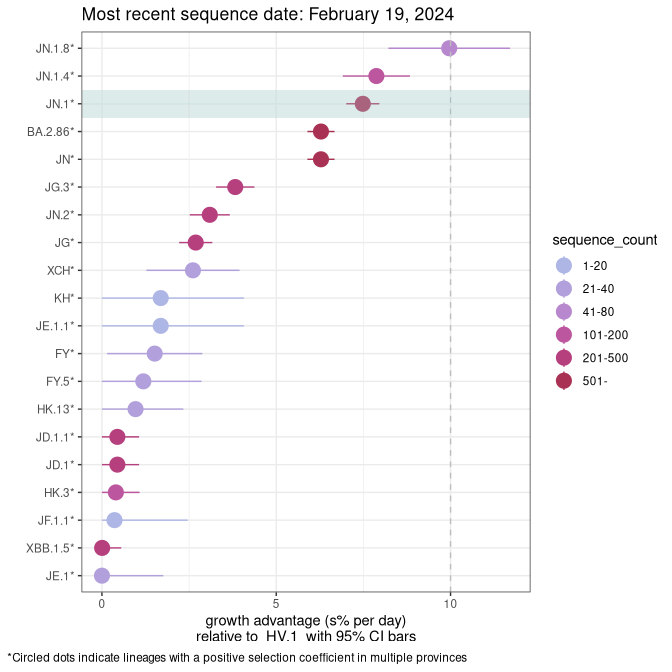 Most recent sequence date: February 19, 2024
JN.1.8*
JN.1.4*
JN.1*
BA.2.86*
JN*
JG.3*
JN.2*
JG*
XCH*
KH*
JE.1.1*
FY*
FY.5*
HK.13*
JD.1.1*
JD.1*
HK.3*
JF.1.1*
XBB.1.5*
JE.1*
0 5 10
growth advantage (s% per day)
relative to HV.1 with 95% CI bars
sequence_count
1-20
21-40
41-80
101-200
201-500
501-
*Circled dots indicate lineages with a positive selection coefficient in multiple provinces